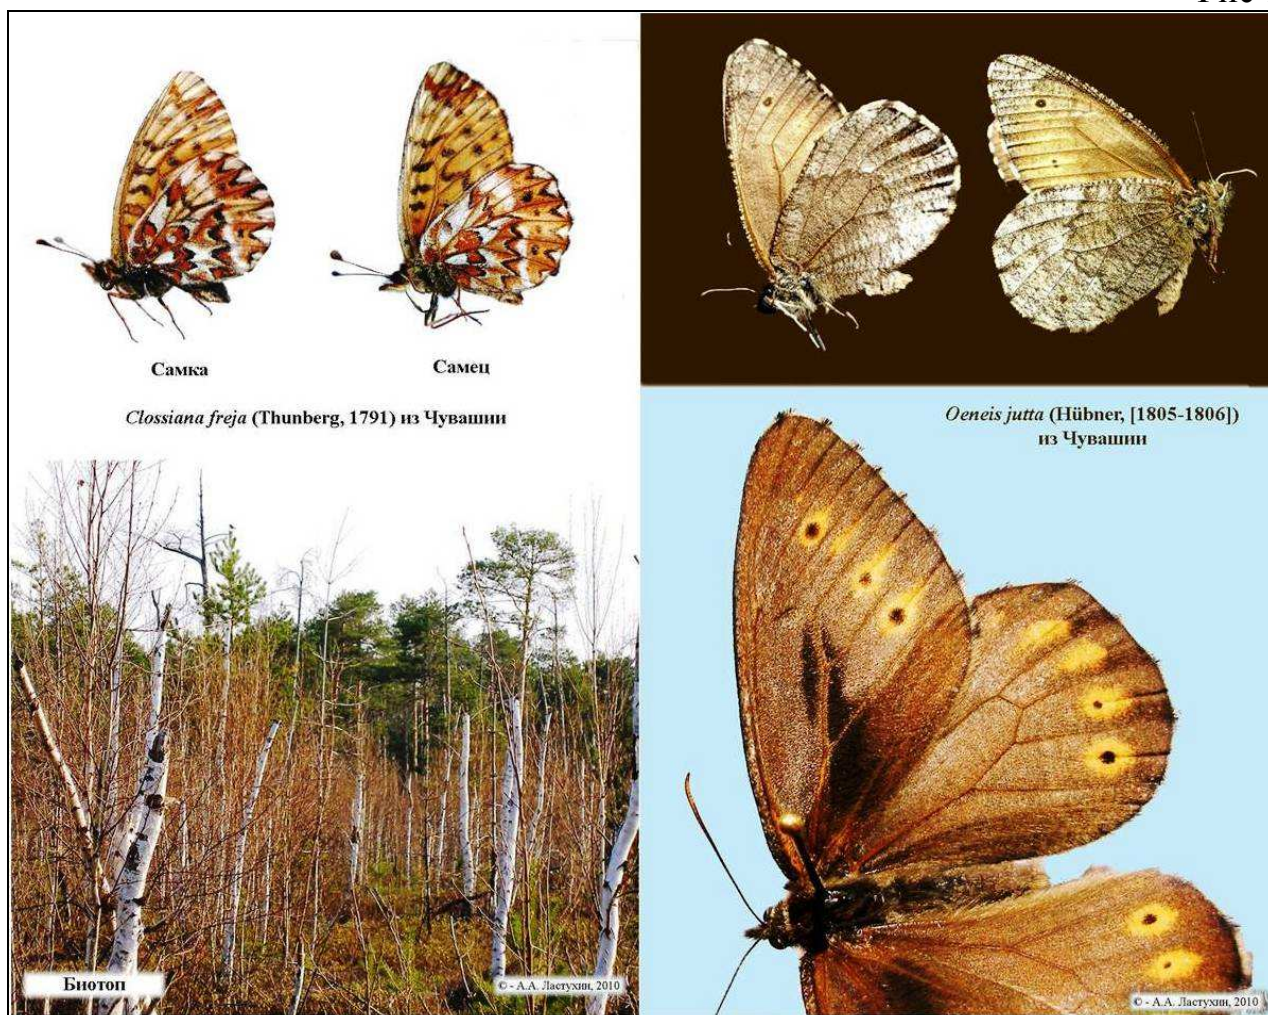 Самка
Самец
Clossiana freja (Thunberg, 1791) из Чувашии
Oeneis jutta (Hübner, [1805-1806])
из Чувашии
Биотоп
© - А.А. Ластухин, 2010
© - А.А. Ластухин, 2010